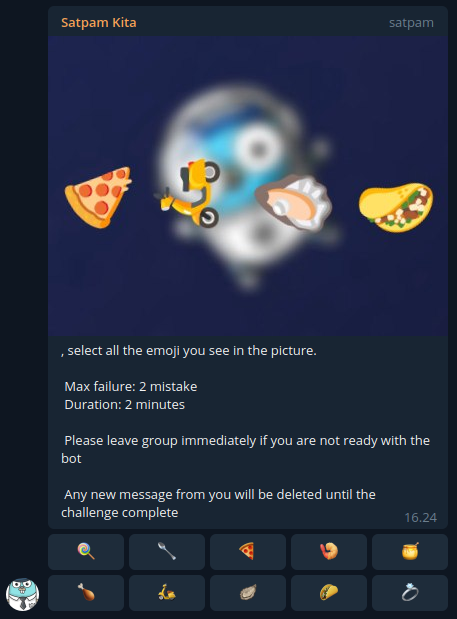 Satpam Kita
satpam
, select all the emoji you see in the picture.
Max failure: 2 mistake
Duration: 2 minutes
Please leave group immediately if you are not ready with the
bot
Any new message from you will be deleted until the
challenge complete
16.24